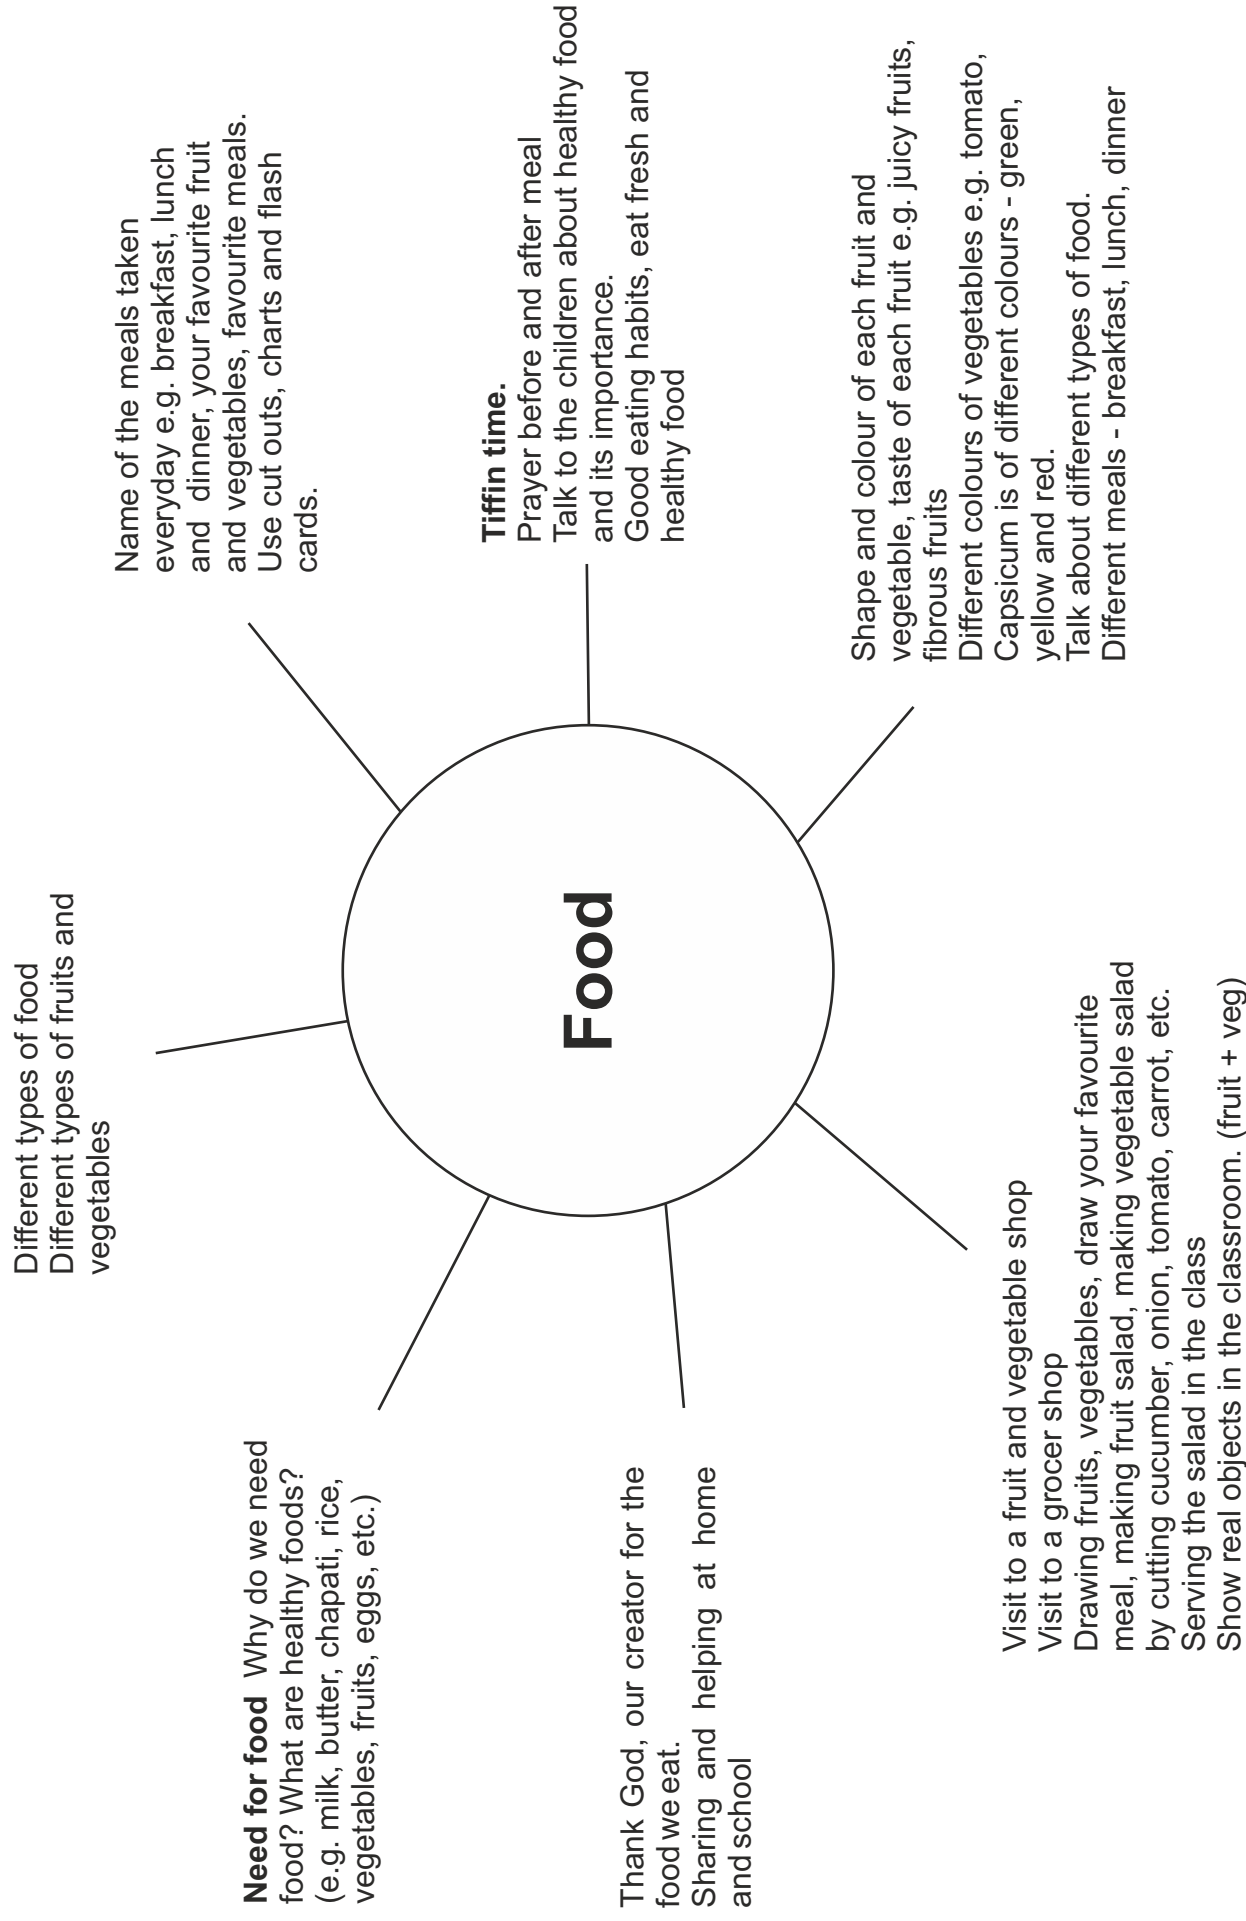 Different types of food
Different types of fruits and
vegetables
Need for food Why do we need
food? What are healthy foods?
(e.g. milk, butter, chapati, rice,
vegetables, fruits, eggs, etc.)
Name of the meals taken
everyday e.g. breakfast, lunch
and dinner, your favourite fruit
and vegetables, favourite meals.
Use cut outs, charts and flash
cards.
Food
Thank God, our creator for the
food we eat.
Sharing and helping at home
and school
Tiffin time.
Prayer before and after meal
Talk to the children about healthy food
and its importance.
Good eating habits, eat fresh and
healthy food
Visit to a fruit and vegetable shop
Visit to a grocer shop
Drawing fruits, vegetables, draw your favourite
meal, making fruit salad, making vegetable salad
by cutting cucumber, onion, tomato, carrot, etc.
Serving the salad in the class
Show real objects in the classroom. (fruit + veg)
Shape and colour of each fruit and
vegetable, taste of each fruit e.g. juicy fruits,
fibrous fruits
Different colours of vegetables e.g. tomato,
Capsicum is of different colours - green,
yellow and red.
Talk about different types of food.
Different meals - breakfast, lunch, dinner